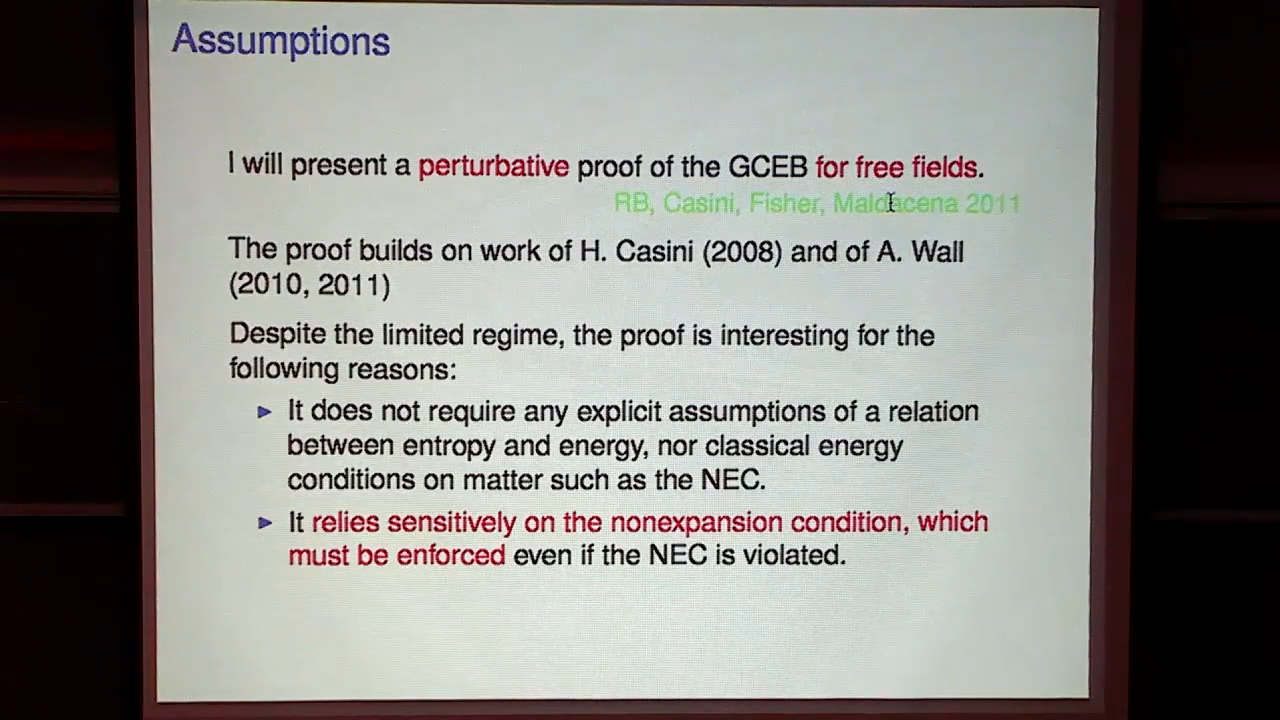 Assumptions
I will present a perturbative proof of the GCEB for free fields.
RB, Casini, Fisher, Maldacena 2011
The proof builds on work of H. Casini (2008) and of A. Wall
(2010, 2011)
Despite the limited regime, the proof is interesting for the
following reasons:
► It does not require any explicit assumptions of a relation
between entropy and energy, nor classical energy
conditions on matter such as the NEC.
► It relies sensitively on the nonexpansion condition, which
must be enforced even if the NEC is violated.